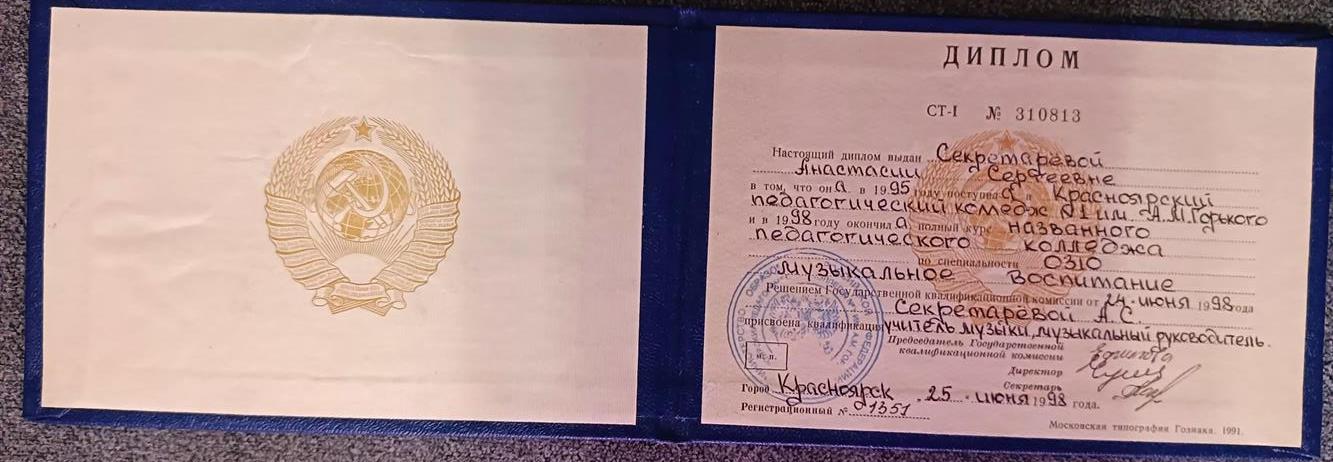 ДИПЛОМ
СТ-I № 310813
Настоящий диплом выдан Секретарёвой
Анастасии Сергеевне
в том, что она в 1995 году поступила в Красноярский
педагогический колледж №1 им. А.М.Горького
и в 1998 году окончила полный курс названного
педагогического колледжа
по специальности 0310
музыкальное воспитание
Решением Государственной квалификационной комиссии от 24 июня 1998 года
Секретарёвой А.С.
присвоена квалификация учитель музыки, музыкальный руководитель.
Председатель Государственной
квалификационной комиссии
Директор
Секретарь
М. П.
Город Красноярск 25 июня 1998 года.
Регистрационный № 1351
Московская типография Гознака. 1991.